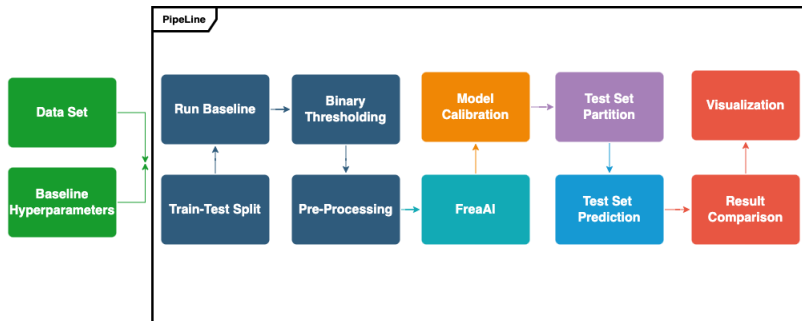 PipeLine
Data Set
Baseline
Hyperparameters
Run Baseline
Binary
Thresholding
Model
Calibration
Test Set
Partition
Visualization
Train-Test Split
Pre-Processing
FreaAI
Test Set
Prediction
Result
Comparison